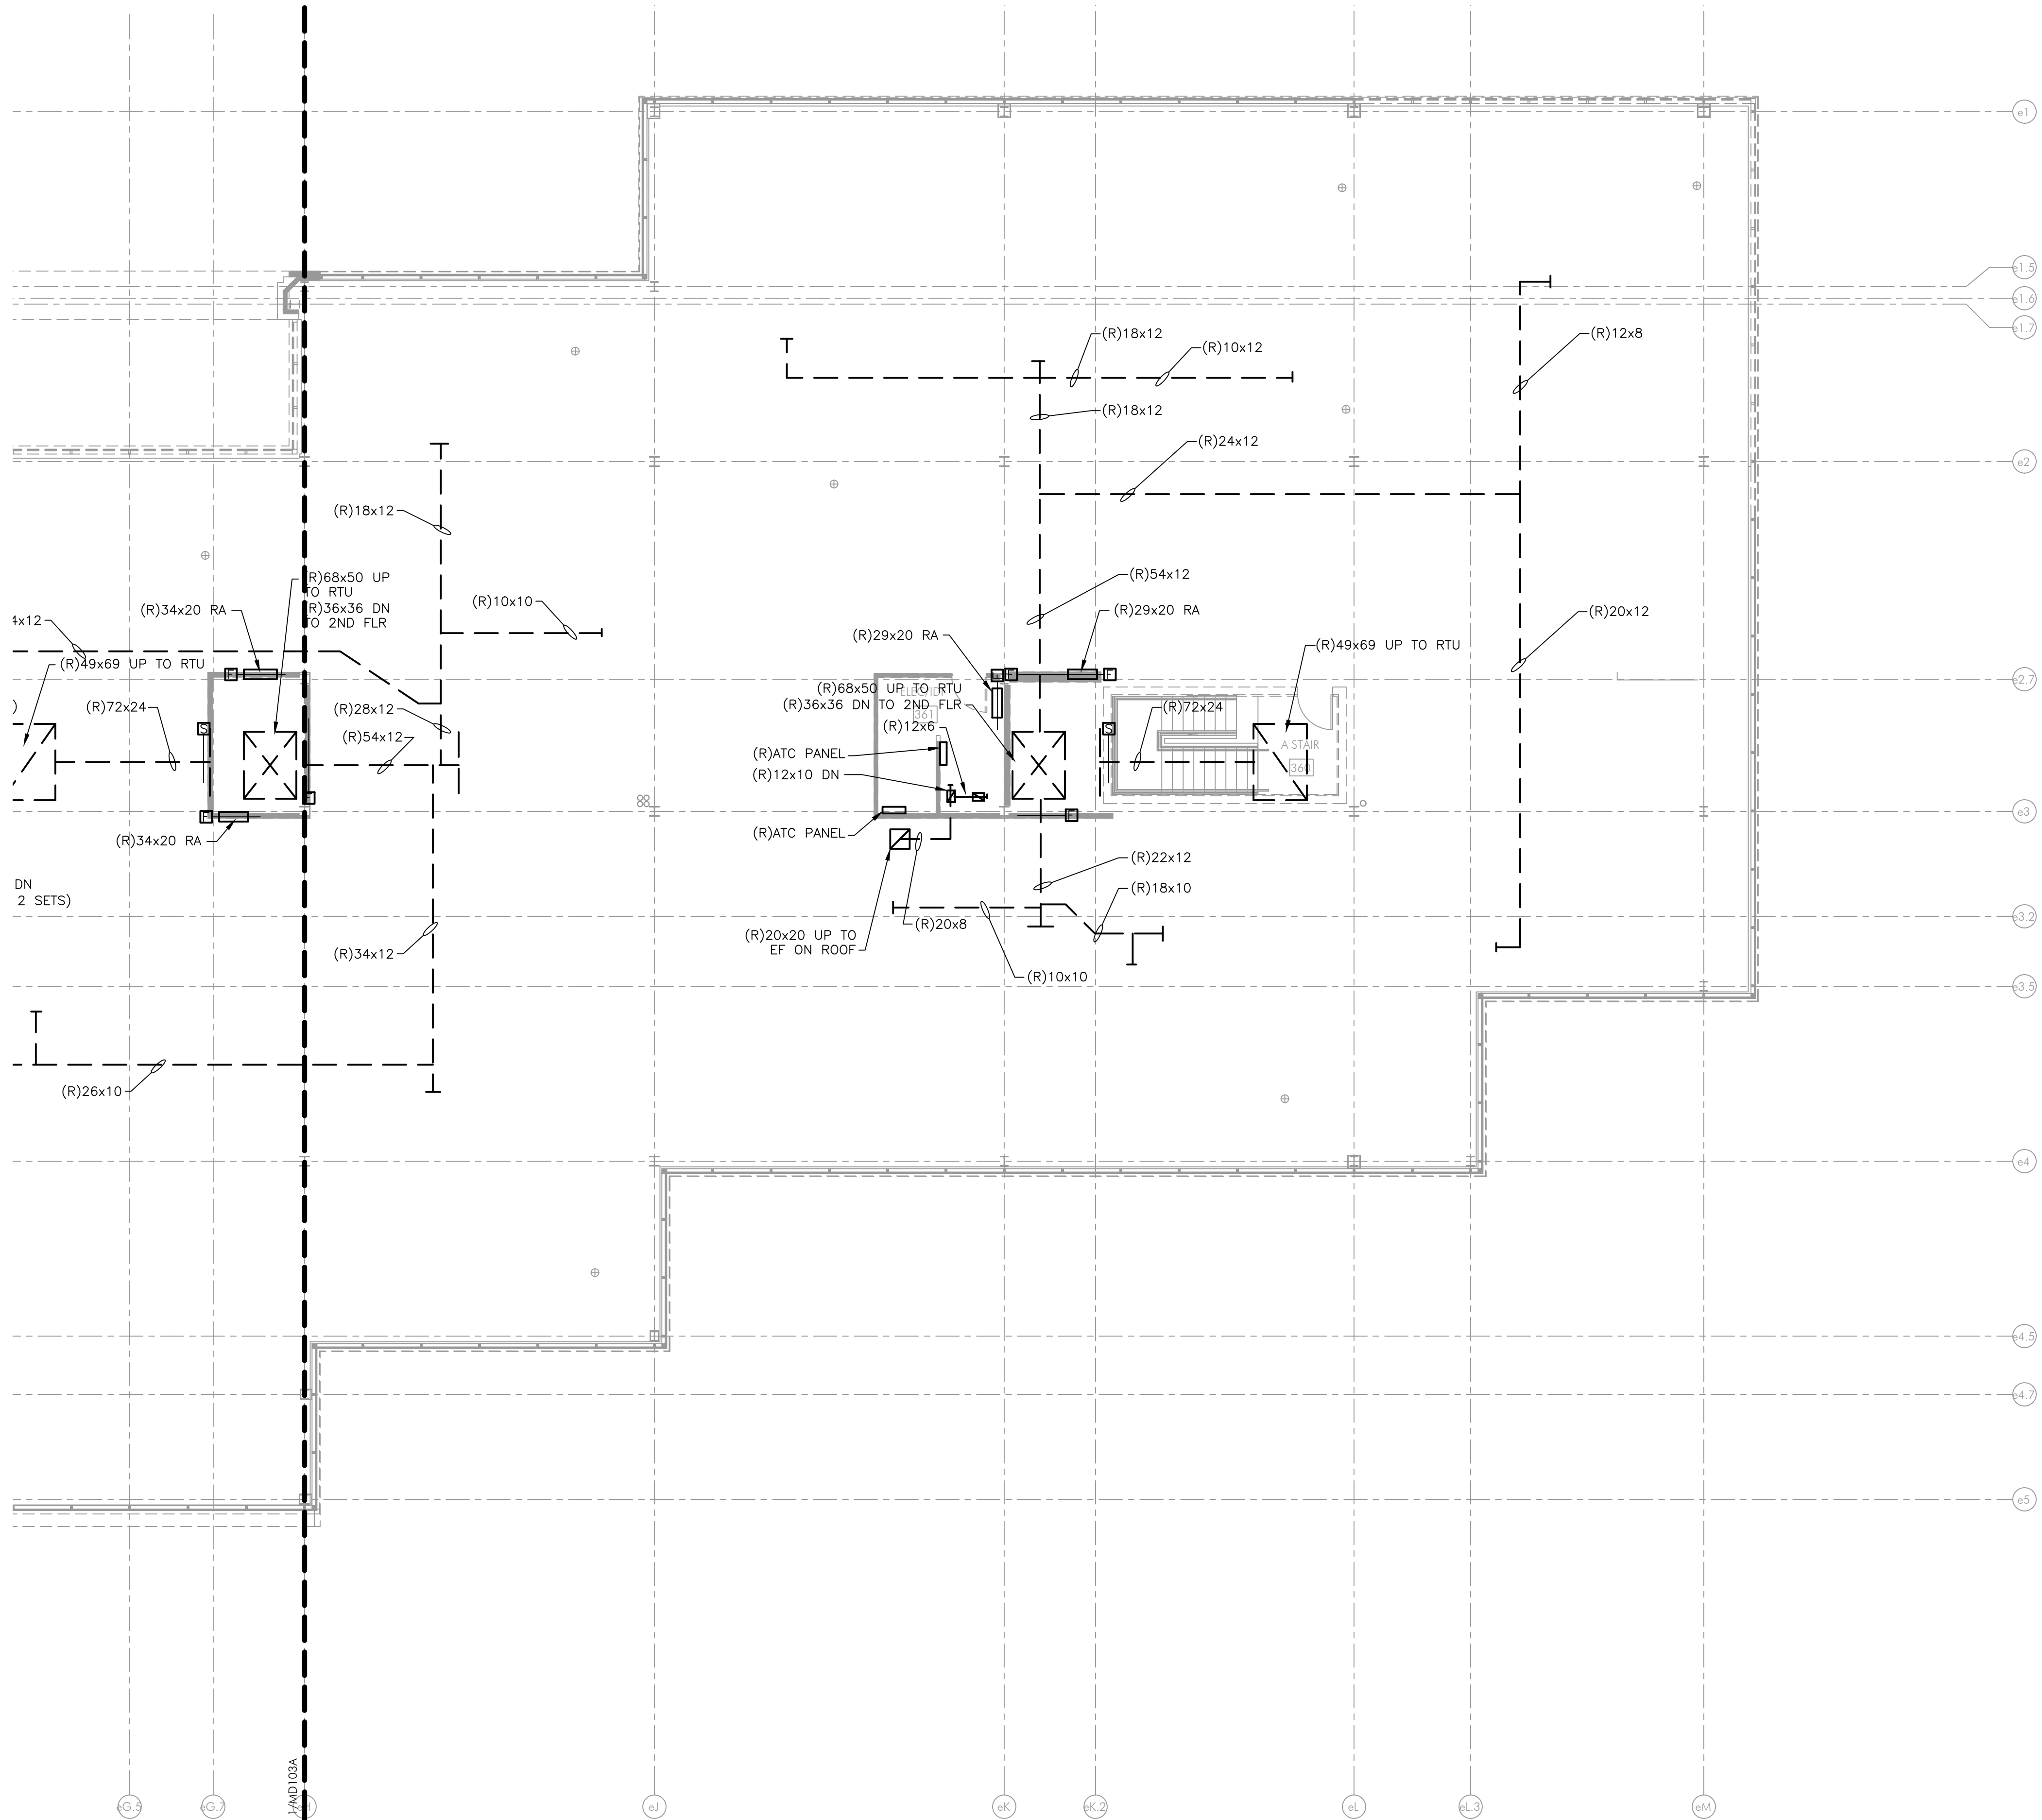 e1
e1.5
e1.6
e1.7
(R)18x12
(R)10x12
(R)12x8
(R)18x12
(R)24x12
e2
(R)18x12
(R)68x50 UP
TO RTU
(R)36x36 DN
TO 2ND FLR
(R)34x20 RA
(R)10x10
(R)54x12
(R)29x20 RA
(R)20x12
4x12
(R)49x69 UP TO RTU
(R)29x20 RA
(R)49x69 UP TO RTU
F
F
F
F
e2.7
)
(R)72x24
(R)28x12
(R)54x12
S
(R)68x50 UP TO RTU
(R)36x36 DN TO 2ND FLR
361
(R)12x6
(R)72x24
S
A STAIR
360
(R)ATC PANEL
(R)12x10 DN
F
F
F
e3
(R)34x20 RA
(R)ATC PANEL
(R)22x12
(R)18x10
DN
2 SETS)
(R)20x8
e3.2
(R)20x20 UP TO
EF ON ROOF
(R)34x12
(R)10x10
e3.5
(R)26x10
e4
e4.5
e4.7
e5
1/MD103A
eG.5
eG.7
eH
eJ
eK
eK.2
eL
eL.3
eM